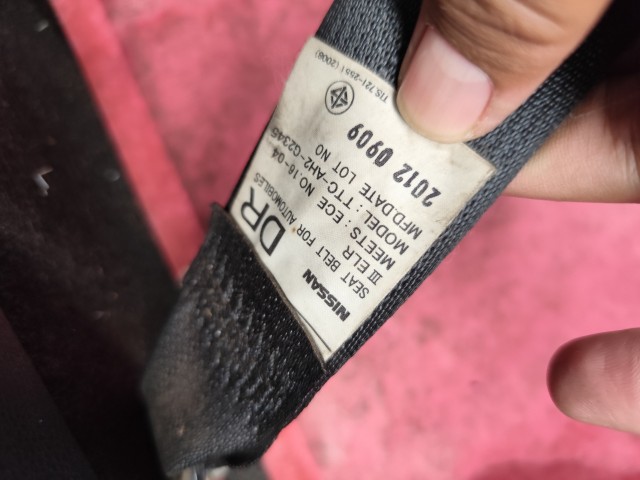 NISSAN
SEAT BELT FOR AUTOMOBILES
III ELR DR
MEETS : ECE NO.16-04
MODEL : TTC-AH2-G2345
MFD.DATE LOT NO
2012 0909
TIS.721-2551 (2008)